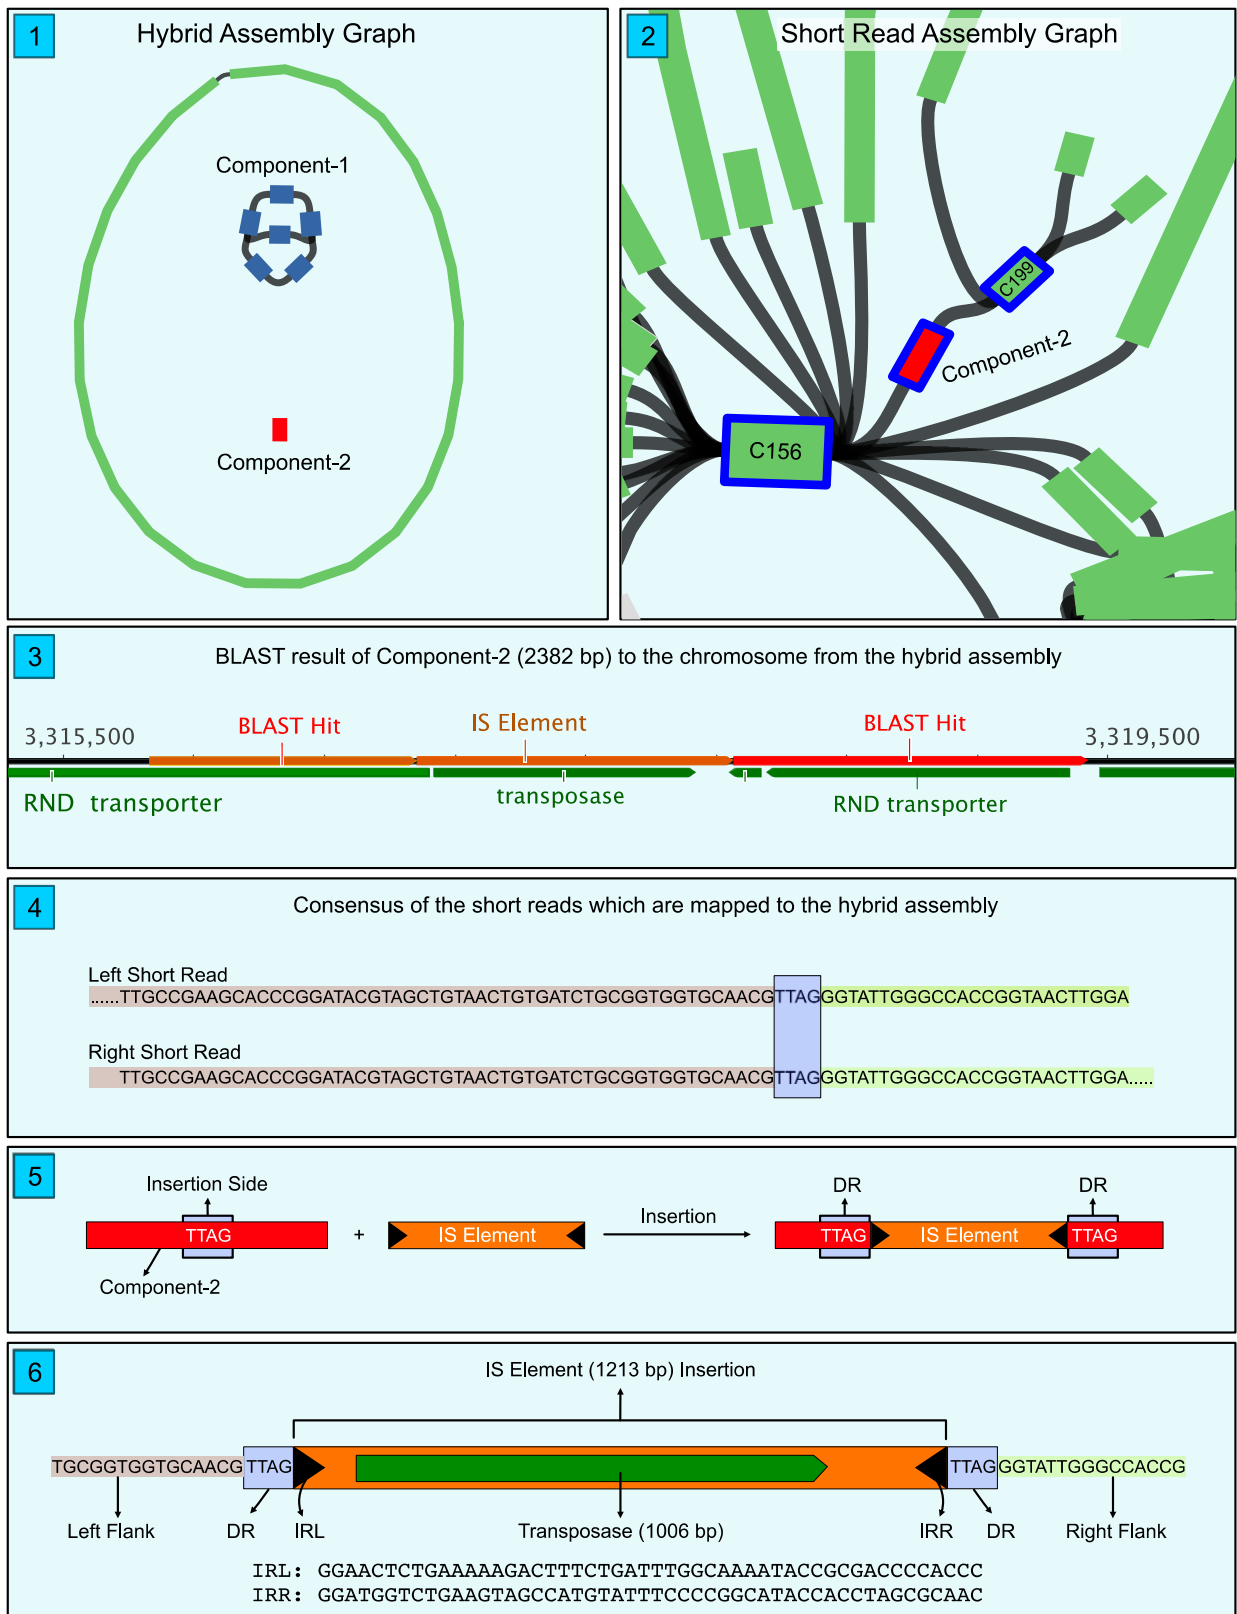 1
Hybrid Assembly Graph
Component-1
Component-2
2
Short Read Assembly Graph
C199
Component-2
C156
3
BLAST result of Component-2 (2382 bp) to the chromosome from the hybrid assembly
3,315,500
BLAST Hit
IS Element
BLAST Hit
3,319,500
RND transporter
transposase
RND transporter
4
Consensus of the short reads which are mapped to the hybrid assembly
Left Short Read
......TTGCCGAAGCACCCGGATACGTAGCTGTAACTGTGATCTGCGGTGGTGCAACGTTAGGGTATTGGGCCACCGGTAACTTGGA
Right Short Read
TTGCCGAAGCACCCGGATACGTAGCTGTAACTGTGATCTGCGGTGGTGCAACGTTAGGGTATTGGGCCACCGGTAACTTGGA.....
5
Insertion Side
TTAG
Component-2
+
IS Element
Insertion
DR
DR
TTAG
IS Element
TTAG
6
IS Element (1213 bp) Insertion
TGCGGTGGTGCAACG
TTAG
TTAG
GGTATTGGGCCACCG
Left Flank
DR
IRL
Transposase (1006 bp)
IRR
DR
Right Flank
IRL: GGAACTCTGAAAAAGACTTTCTGATTTGGCAAAATACCGCGACCCCACCC
IRR: GGATGGTCTGAAGTAGCCATGTATTTCCCCGGCATACCACCTAGCGCAAC